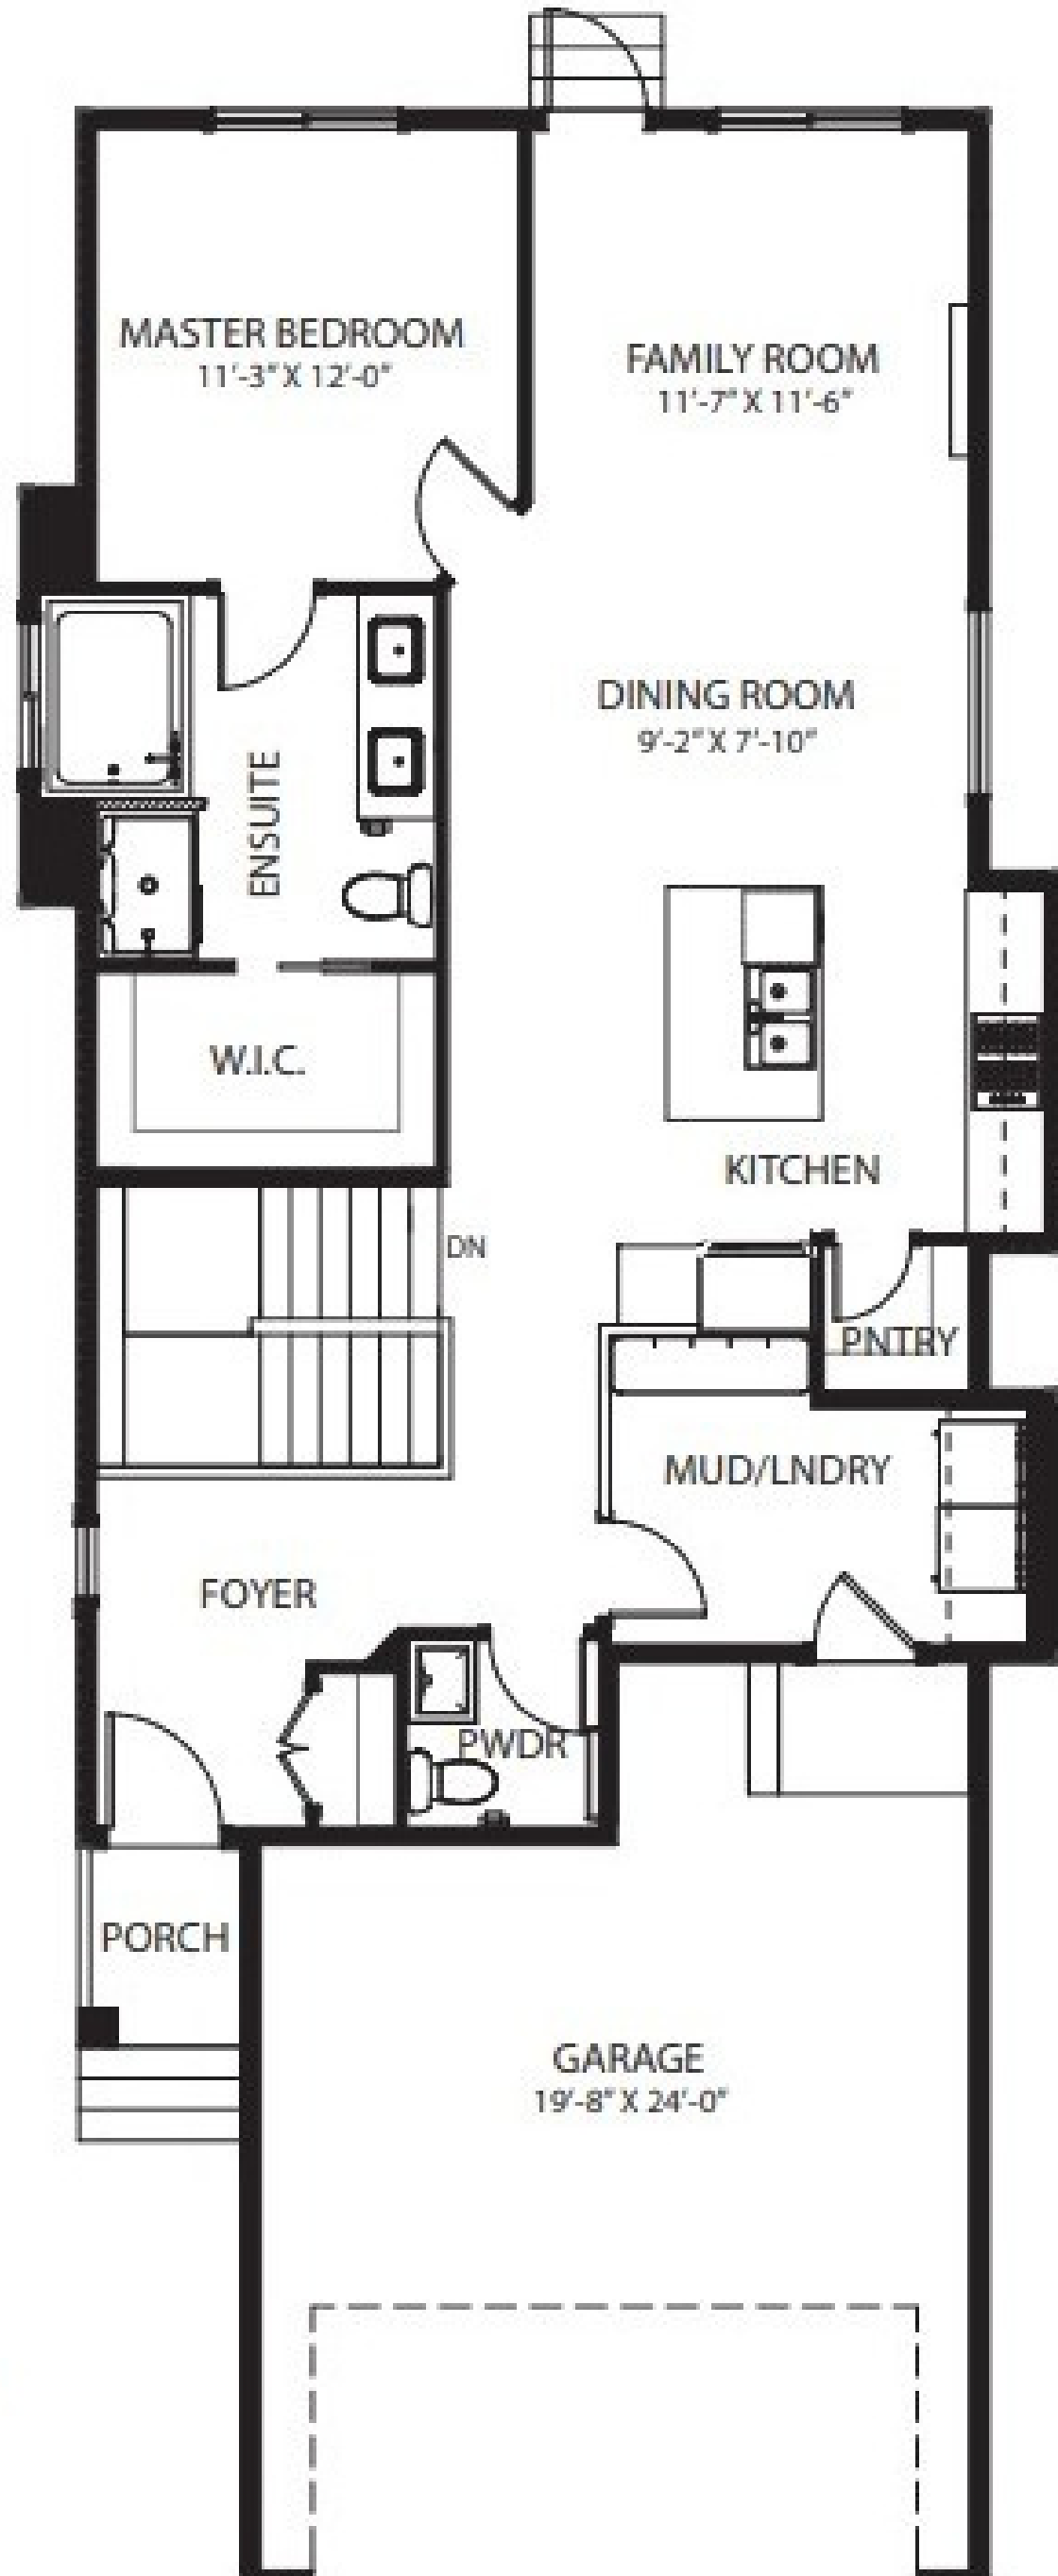 MASTER BEDROOM
11'-3" X 12'-0"
FAMILY ROOM
11'-7" X 11'-6"
DINING ROOM
9'-2" X 7'-10"
ENSUITE
W.I.C.
KITCHEN
DN
PNTRY
MUD/LNDRY
FOYER
PWDR
PORCH
GARAGE
19'-8" X 24'-0"